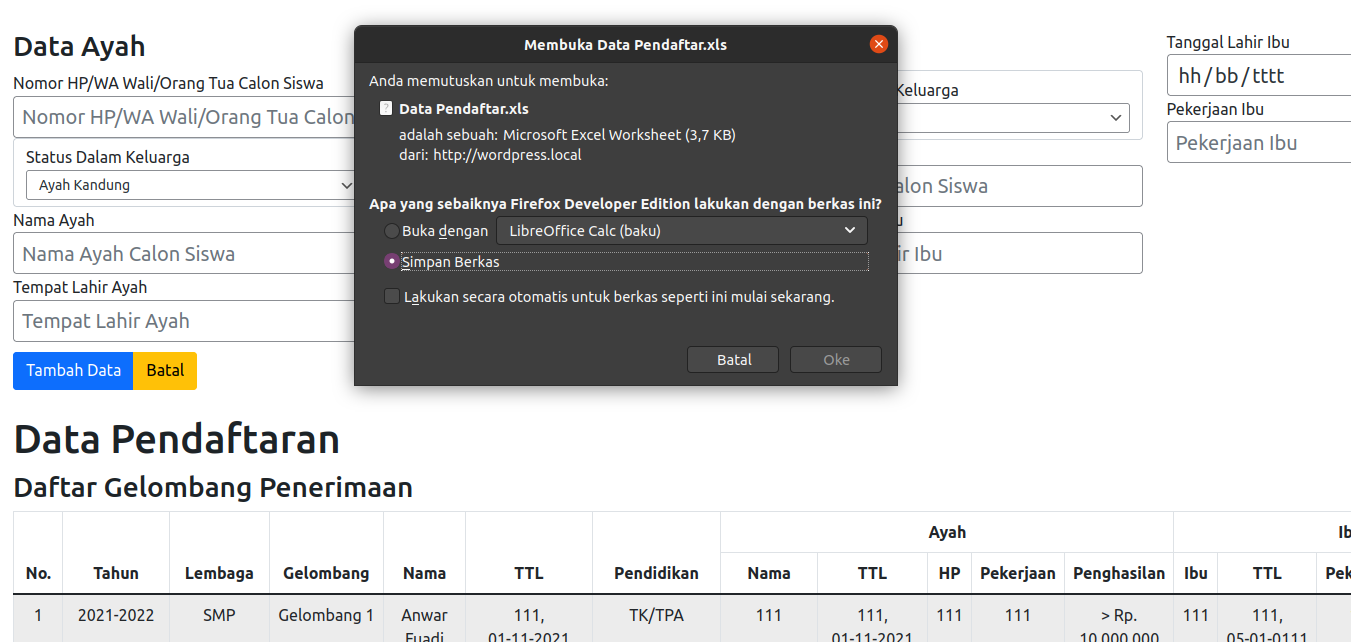 Data Ayah
Nomor HP/WA Wali/Orang Tua Calon Siswa
Nomor HP/WA Wali/Orang Tua Calon
Status Dalam Keluarga
Ayah Kandung
Nama Ayah
Nama Ayah Calon Siswa
Tempat Lahir Ayah
Tempat Lahir Ayah
Tambah Data Batal
Membuka Data Pendaftar.xls
Anda memutuskan untuk membuka:
Data Pendaftar.xls
adalah sebuah: Microsoft Excel Worksheet (3,7 KB)
dari: http://wordpress.local
Apa yang sebaiknya Firefox Developer Edition lakukan dengan berkas ini?
Buka dengan LibreOffice Calc (baku)
Simpan Berkas
Lakukan secara otomatis untuk berkas seperti ini mulai sekarang.
Batal Oke
Keluarga
alon Siswa
ir Ibu
Tanggal Lahir Ibu
hh/bb/tttt
Pekerjaan Ibu
Pekerjaan Ibu
Data Pendaftaran
Daftar Gelombang Penerimaan
Ayah
No. Tahun Lembaga Gelombang Nama TTL Pendidikan Nama TTL HP Pekerjaan Penghasilan Ibu TTL
1 2021-2022 SMP Gelombang 1 Anwar 111, TK/TPA 111 111, 111 111 > Rp. 111 111,
Fuadi 01-11-2021 01-11-2021 10.000.000 05-01-0111